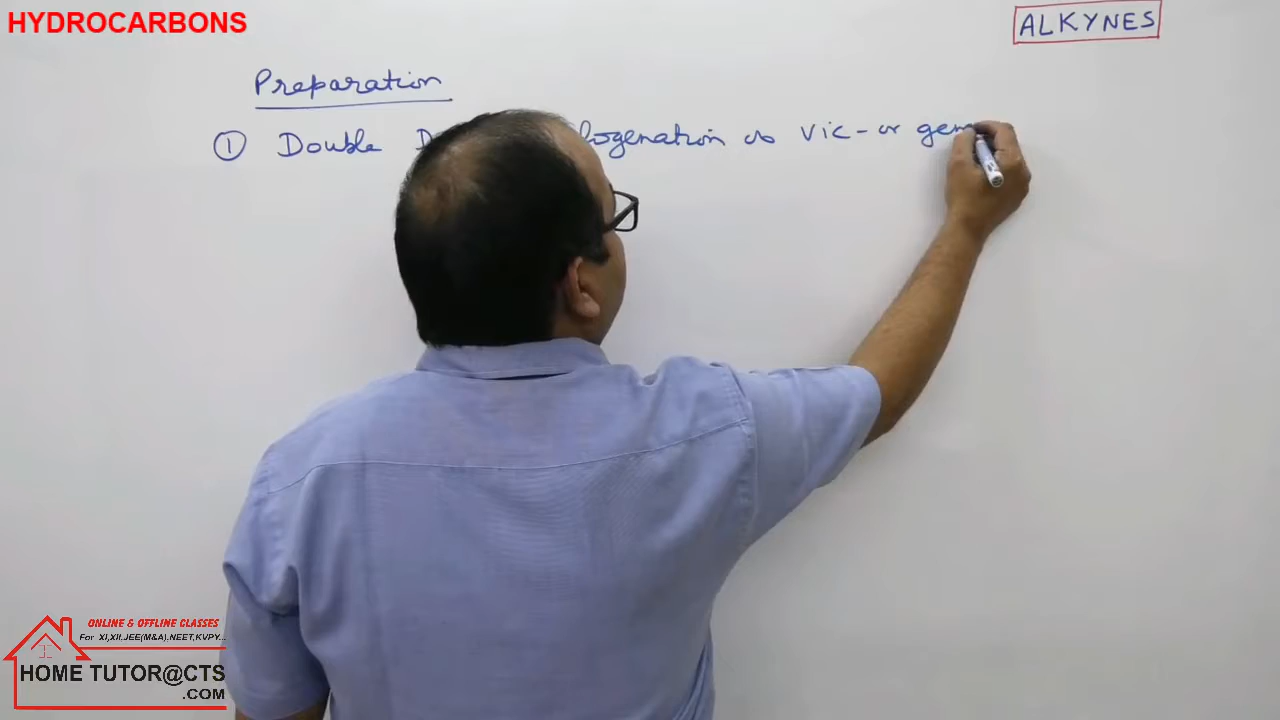 HYDROCARBONS
ALKYNES
Preparation
① Double logenation of vic- or gem
ONLINE & OFFLINE CLASSES
For XI,XII,JEE(M&A),NEET,KVPY...
HOME TUTOR@CTS
.COM